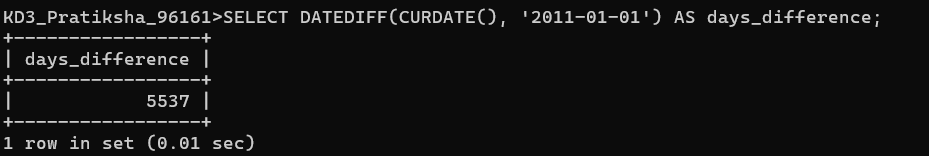 KD3_Pratiksha_96161>SELECT DATEDIFF(CURDATE(), '2011-01-01') AS days_difference;
+-----------------+
| days_difference |
+-----------------+
|            5537 |
+-----------------+
1 row in set (0.01 sec)